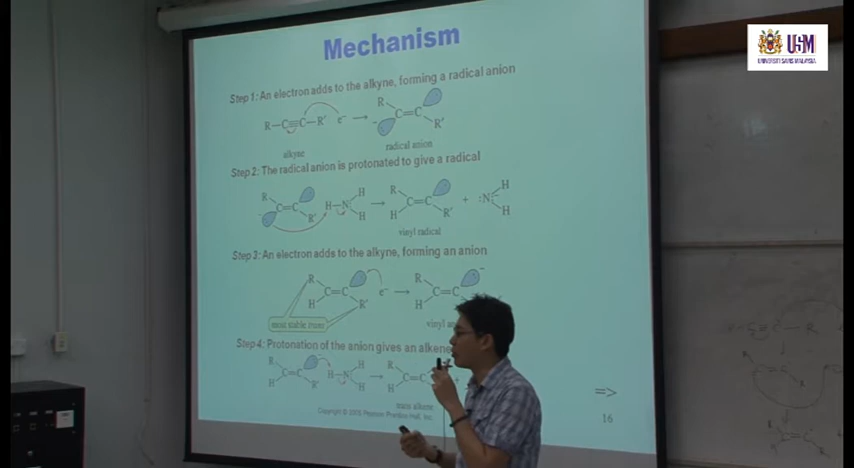 USM
UNIVERSITI SAINS MALAYSIA
Mechanism
Step 1: An electron adds to the alkyne, forming a radical anion
R—C≡C—R' e⁻ → R C=C R'
alkyne radical anion
Step 2: The radical anion is protonated to give a radical
R C=C R' H—N: H H → R H C=C R' + :N:⁻ H H
vinyl radical
Step 3: An electron adds to the alkyne, forming an anion
R H C=C R' e⁻ → R H C=C
most stable trans vinyl
Step 4: Protonation of the anion gives an alkene
R H C=C R' H—N: H H → R H C=C +
trans alkene
Copyright © 2006 Pearson Prentice Hall, Inc.
=>
16